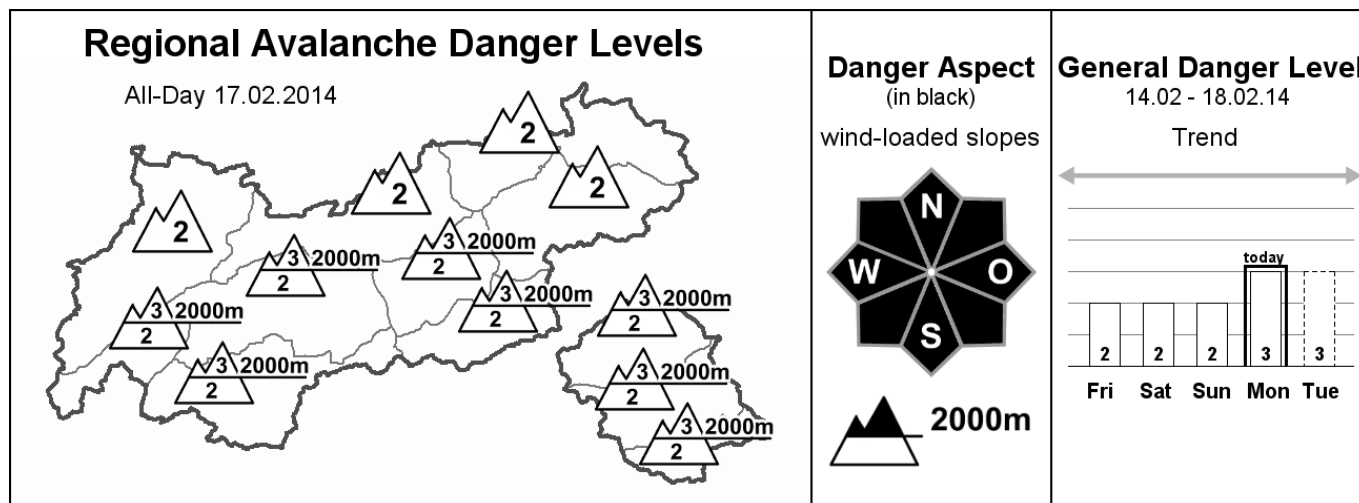 Regional Avalanche Danger Levels
All-Day 17.02.2014
2
2
2
2
3 2000m
2
3 2000m
2
3 2000m
2
3 2000m
2
3 2000m
2
3 2000m
2
3 2000m
2
3 2000m
2
Danger Aspect
(in black)
wind-loaded slopes
N
W
O
S
2000m
General Danger Level
14.02 - 18.02.14
Trend
today
2
2
2
3
3
Fri
Sat
Sun
Mon
Tue